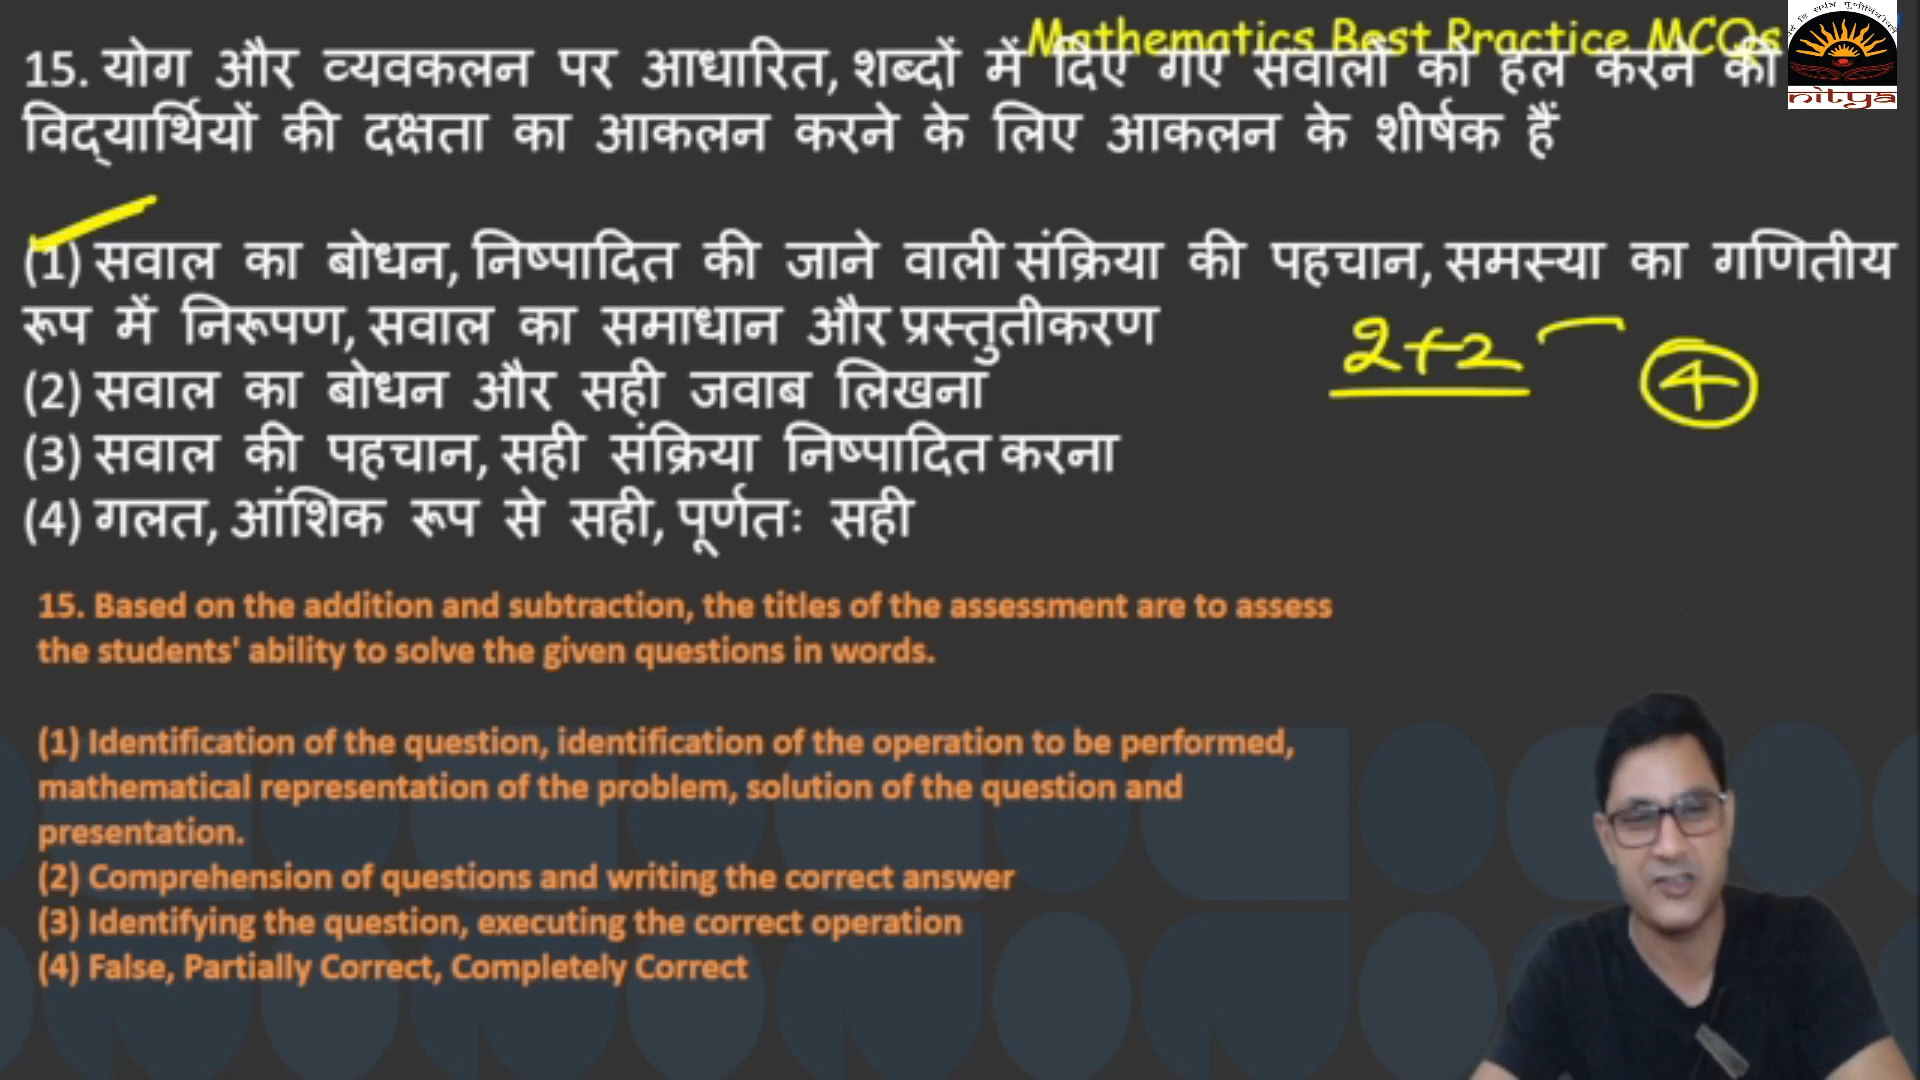 Mathematics Best Practice MCQs
nitya
15. योग और व्यवकलन पर आधारित, शब्दों में दिए गए सवालों को हल करने की
विद्यार्थियों की दक्षता का आकलन करने के लिए आकलन के शीर्षक हैं
(1) सवाल का बोधन, निष्पादित की जाने वाली संक्रिया की पहचान, समस्या का गणितीय
रूप में निरूपण, सवाल का समाधान और प्रस्तुतीकरण
2+2
4
(2) सवाल का बोधन और सही जवाब लिखना
(3) सवाल की पहचान, सही संक्रिया निष्पादित करना
(4) गलत, आंशिक रूप से सही, पूर्णतः सही
15. Based on the addition and subtraction, the titles of the assessment are to assess
the students' ability to solve the given questions in words.
(1) Identification of the question, identification of the operation to be performed,
mathematical representation of the problem, solution of the question and
presentation.
(2) Comprehension of questions and writing the correct answer
(3) Identifying the question, executing the correct operation
(4) False, Partially Correct, Completely Correct